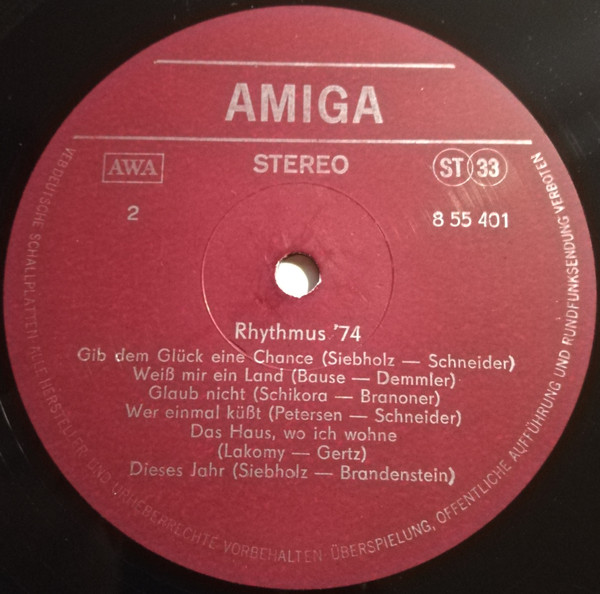 AMIGA
AWA
STEREO
ST 33
2
8 55 401
Rhythmus '74
Gib dem Glück eine Chance (Siebholz — Schneider)
Weiß mir ein Land (Bause — Demmler)
Glaub nicht (Schikora — Branoner)
Wer einmal küßt (Petersen — Schneider)
Das Haus, wo ich wohne
(Lakomy — Gertz)
Dieses Jahr (Siebholz — Brandenstein)
VEB DEUTSCHE SCHALLPLATTEN ALLE HERSTELLER UND URHEBERRECHTE VORBEHALTEN ÜBERSPIELUNG, ÖFFENTLICHE AUFFÜHRUNG UND RUNDFUNKSENDUNG VERBOTEN